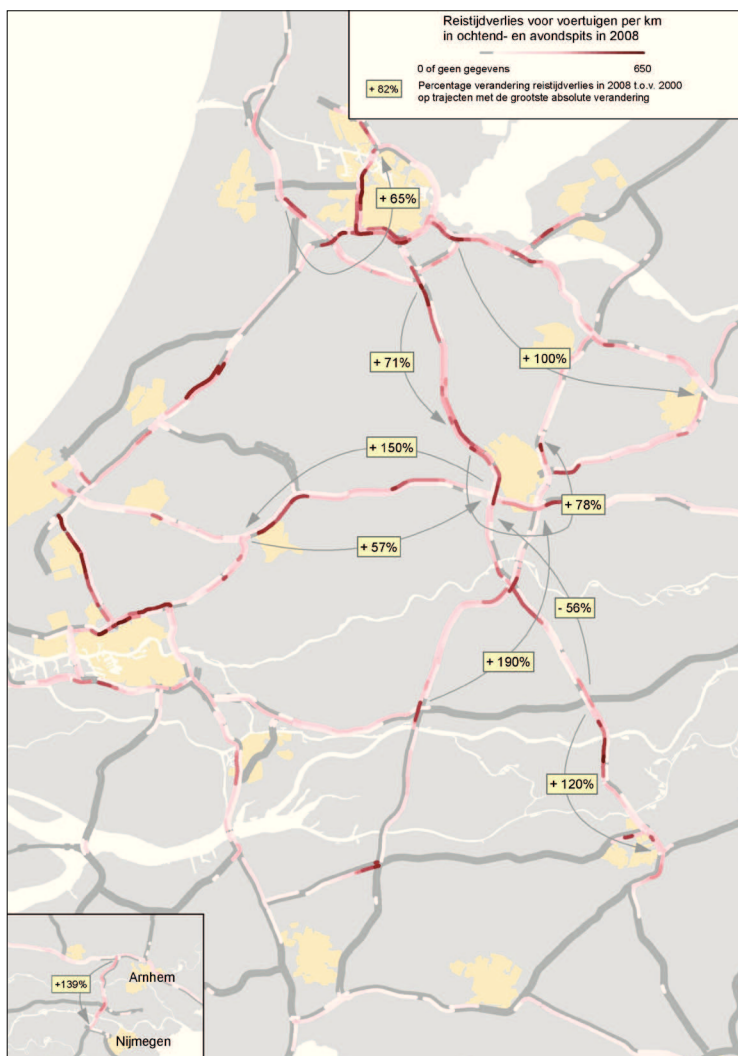 Reistijdverlies voor voertuigen per km
in ochtend- en avondspits in 2008
0 of geen gegevens 650
+ 82% Percentage verandering reistijdverlies in 2008 t.o.v. 2000
op trajecten met de grootste absolute verandering
+ 65%
+ 71%
+ 100%
+ 150%
+ 78%
+ 57%
- 56%
+ 190%
+ 120%
+139%
Arnhem
Nijmegen